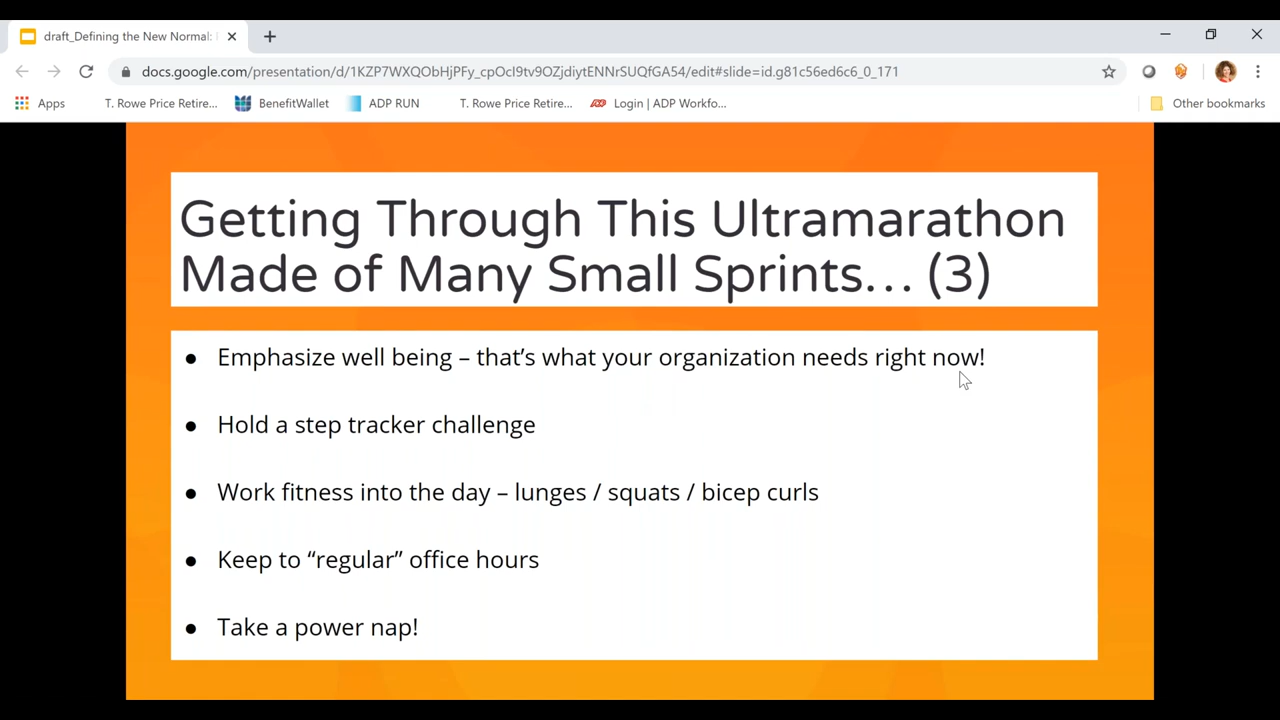 draft_Defining the New Normal:
docs.google.com/presentation/d/1KZP7WXQObHjPFy_cpOcI9tv9OZjdiytENNrSUQfGA54/edit#slide=id.g81c56ed6c6_0_171
Apps T. Rowe Price Retire... BenefitWallet ADP RUN T. Rowe Price Retire... Login | ADP Workfo... Other bookmarks
Getting Through This Ultramarathon
Made of Many Small Sprints… (3)
● Emphasize well being – that’s what your organization needs right now!
● Hold a step tracker challenge
● Work fitness into the day – lunges / squats / bicep curls
● Keep to “regular” office hours
● Take a power nap!